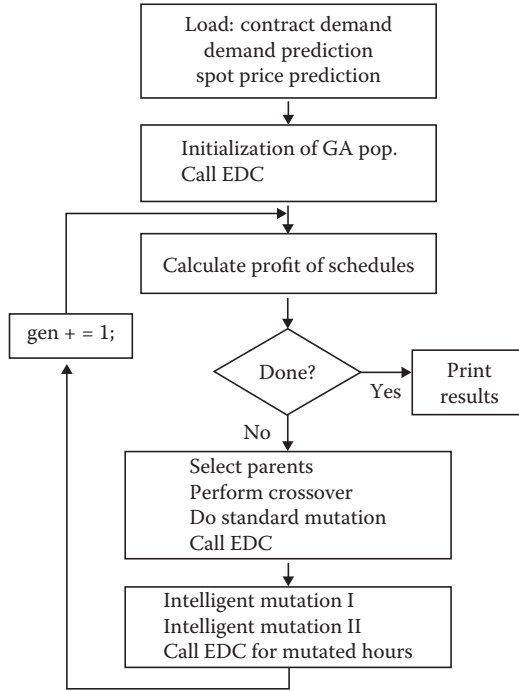 Load: contract demand
demand prediction
spot price prediction
Initialization of GA pop.
Call EDC
Calculate profit of schedules
gen + = 1;
Done?
Yes
Print
results
No
Select parents
Perform crossover
Do standard mutation
Call EDC
Intelligent mutation I
Intelligent mutation II
Call EDC for mutated hours